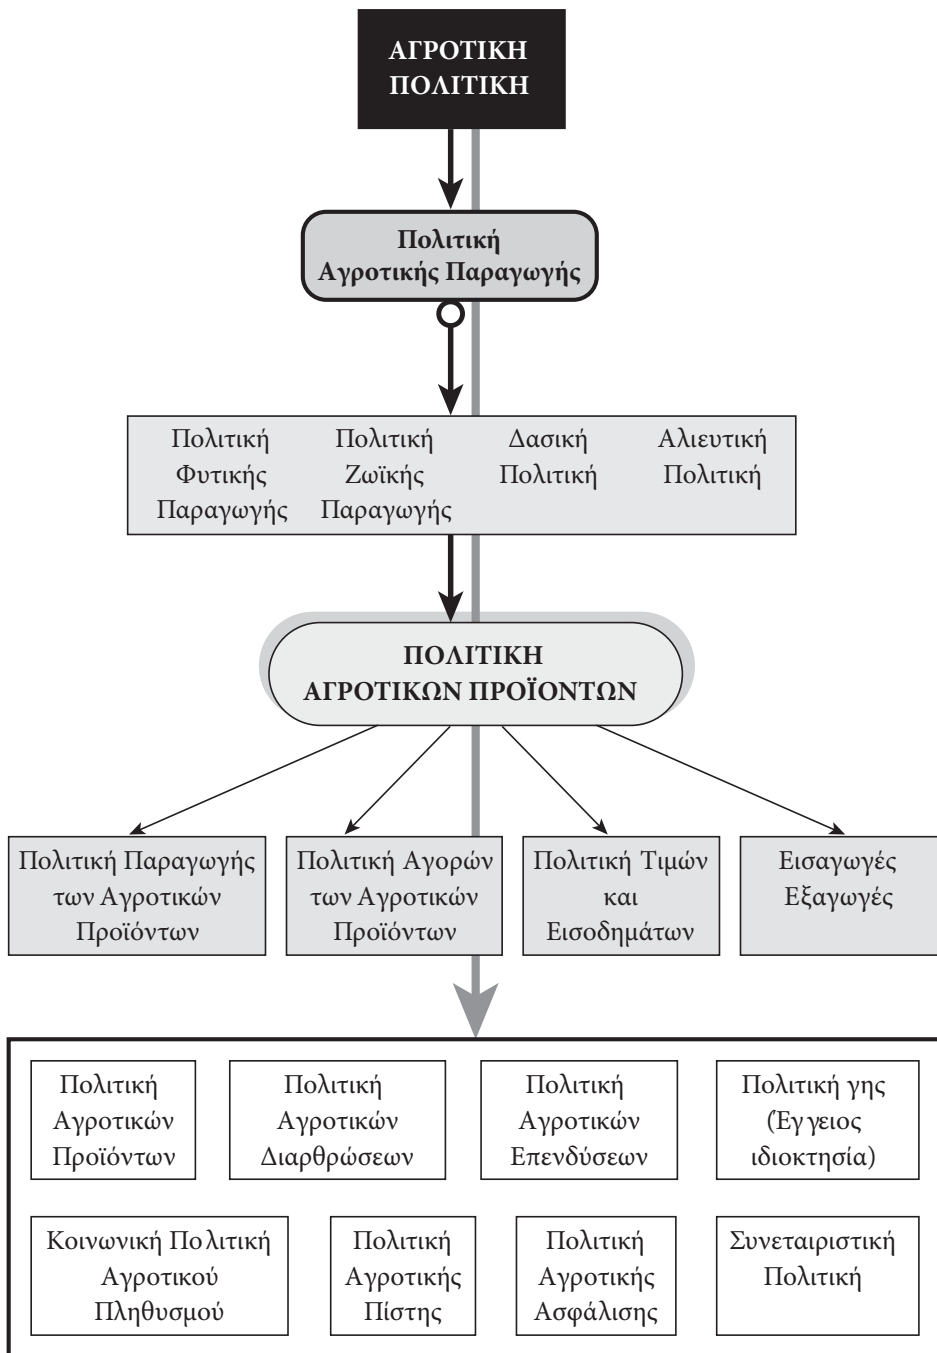 ΑΓΡΟΤΙΚΗ
ΠΟΛΙΤΙΚΗ
Πολιτική
Αγροτικής Παραγωγής
Πολιτική
Φυτικής
Παραγωγής
Πολιτική
Ζωϊκής
Παραγωγής
Δασική
Πολιτική
Αλιευτική
Πολιτική
ΠΟΛΙΤΙΚΗ
ΑΓΡΟΤΙΚΩΝ ΠΡΟΪΟΝΤΩΝ
Πολιτική Παραγωγής
των Αγροτικών
Προϊόντων
Πολιτική Αγορών
των Αγροτικών
Προϊόντων
Πολιτική Τιμών
και
Εισοδημάτων
Εισαγωγές
Εξαγωγές
Πολιτική
Αγροτικών
Προϊόντων
Πολιτική
Αγροτικών
Διαρθρώσεων
Πολιτική
Αγροτικών
Επενδύσεων
Πολιτική γης
(Έγγειος
ιδιοκτησία)
Κοινωνική Πολιτική
Αγροτικού
Πληθυσμού
Πολιτική
Αγροτικής
Πίστης
Πολιτική
Αγροτικής
Ασφάλισης
Συνεταιριστική
Πολιτική